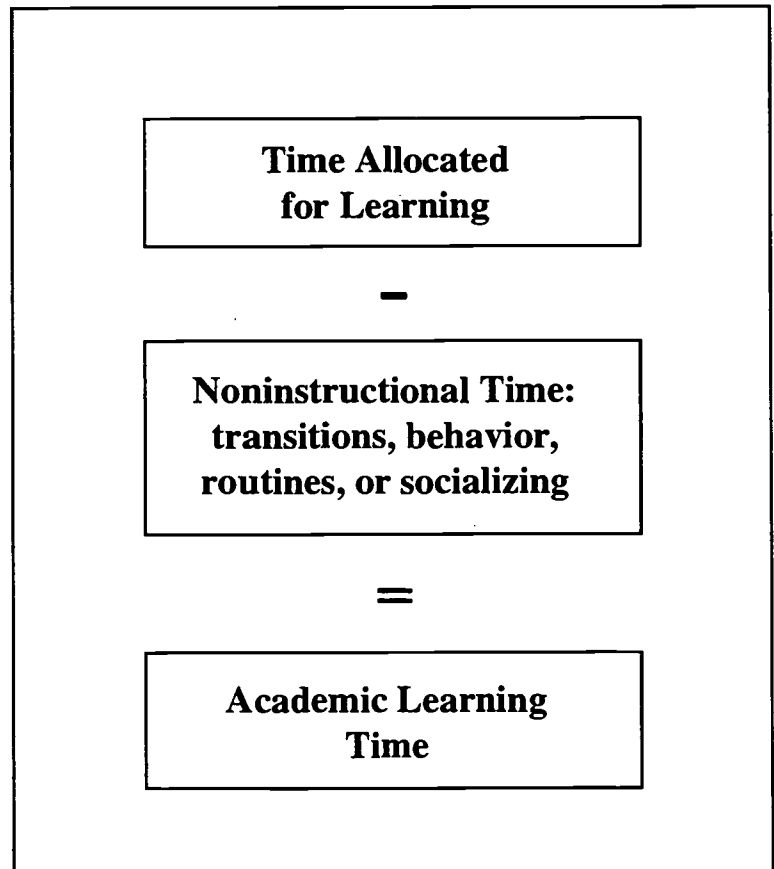 Time Allocated
for Learning
-
Noninstructional Time:
transitions, behavior,
routines, or socializing
=
Academic Learning
Time